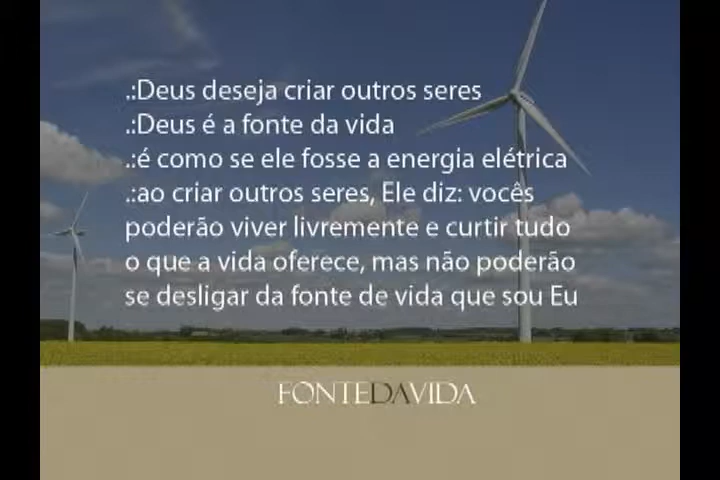 .:Deus deseja criar outros seres
.:Deus é a fonte da vida
.:é como se ele fosse a energia elétrica
.:ao criar outros seres, Ele diz: vocês
poderão viver livremente e curtir tudo
o que a vida oferece, mas não poderão
se desligar da fonte de vida que sou Eu
FONTEDAVIDA